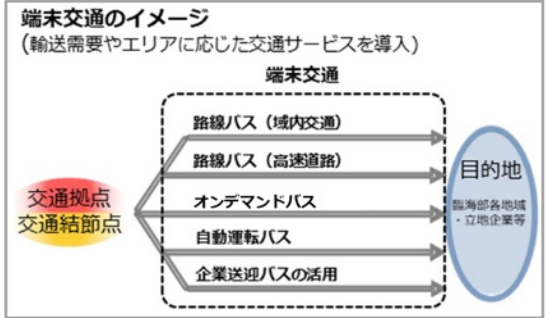 端末交通のイメージ
(輸送需要やエリアに応じた交通サービスを導入)
端末交通
路線バス（域内交通）
路線バス（高速道路）
オンデマンドバス
自動運転バス
企業送迎バスの活用
交通拠点
交通結節点
目的地
臨海部各地域
・立地企業等